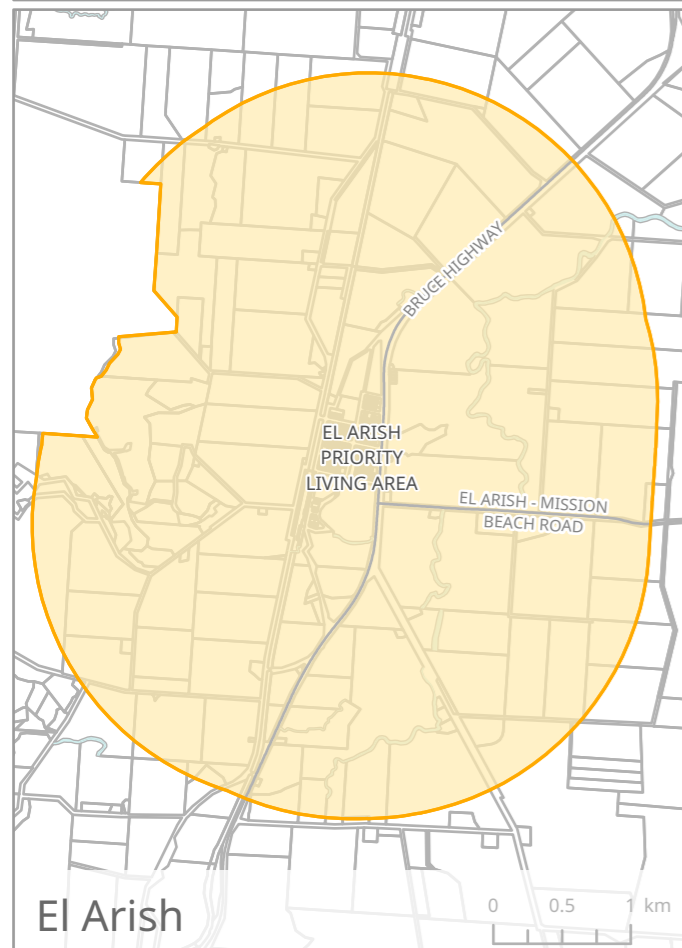 BRUCE HIGHWAY
EL ARISH
PRIORITY
LIVING AREA
EL ARISH - MISSION
BEACH ROAD
El Arish
0 0.5 1 km